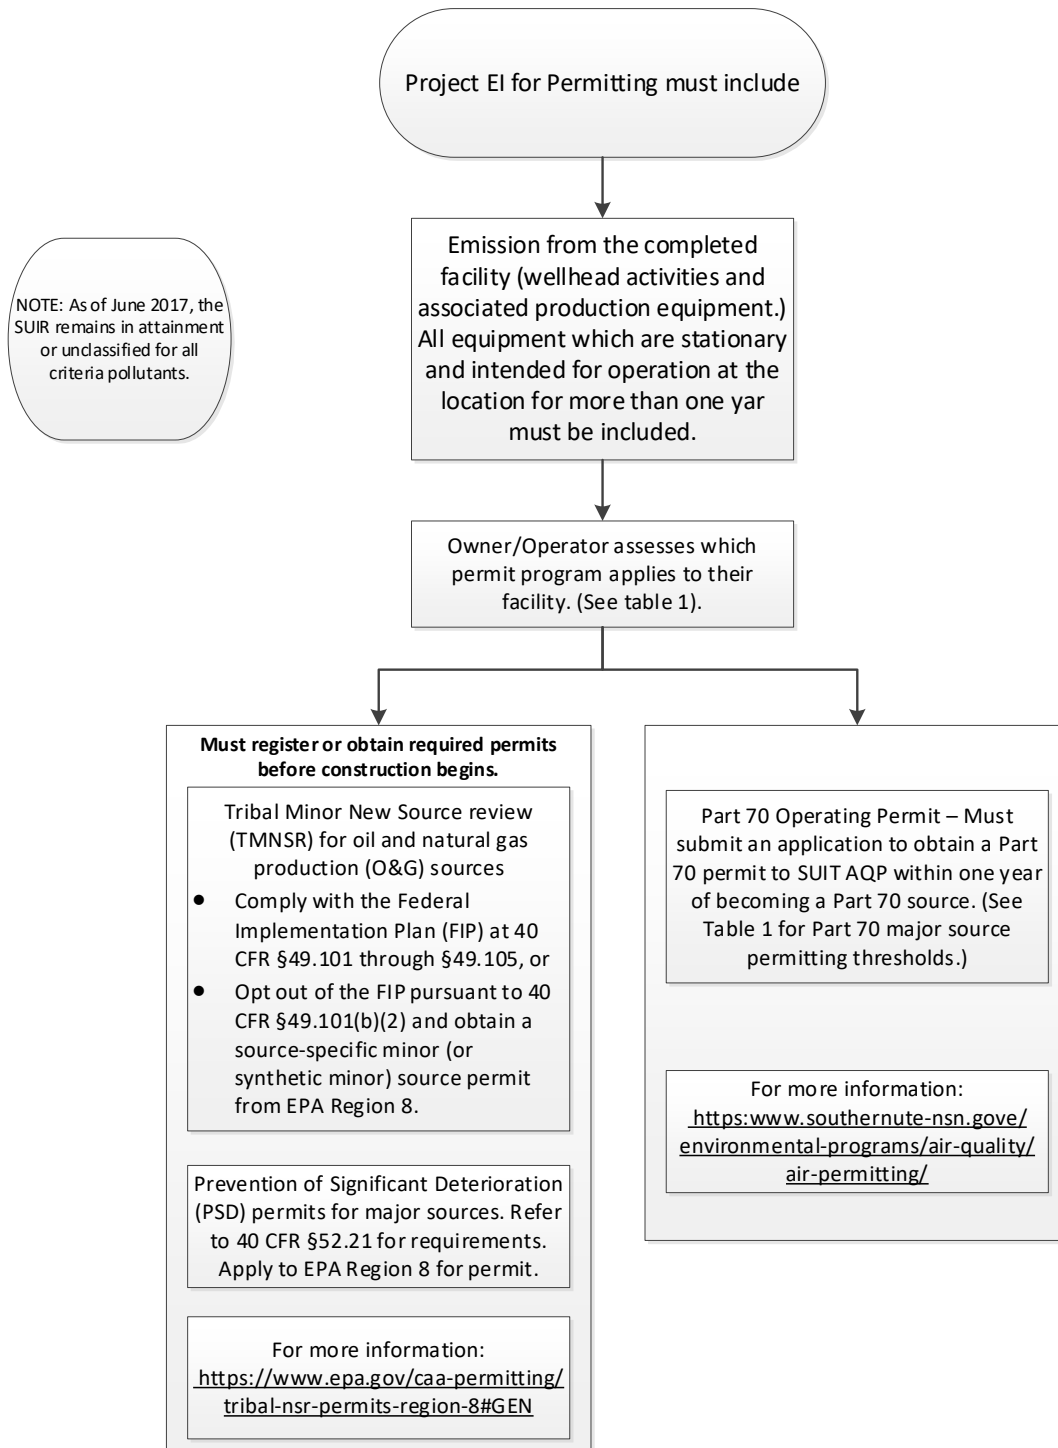 Project EI for Permitting must include
NOTE: As of June 2017, the
SUIR remains in attainment
or unclassified for all
criteria pollutants.
Emission from the completed
facility (wellhead activities and
associated production equipment.)
All equipment which are stationary
and intended for operation at the
location for more than one yar
must be included.
Owner/Operator assesses which
permit program applies to their
facility. (See table 1).
Must register or obtain required permits
before construction begins.
Tribal Minor New Source review
(TMNSR) for oil and natural gas
production (O&G) sources
• Comply with the Federal
Implementation Plan (FIP) at 40
CFR §49.101 through §49.105, or
• Opt out of the FIP pursuant to 40
CFR §49.101(b)(2) and obtain a
source-specific minor (or
synthetic minor) source permit
from EPA Region 8.
Prevention of Significant Deterioration
(PSD) permits for major sources. Refer
to 40 CFR §52.21 for requirements.
Apply to EPA Region 8 for permit.
For more information:
https://www.epa.gov/caa-permitting/
tribal-nsr-permits-region-8#GEN
Part 70 Operating Permit – Must
submit an application to obtain a Part
70 permit to SUIT AQP within one year
of becoming a Part 70 source. (See
Table 1 for Part 70 major source
permitting thresholds.)
For more information:
https:www.southernute-nsn.gove/
environmental-programs/air-quality/
air-permitting/